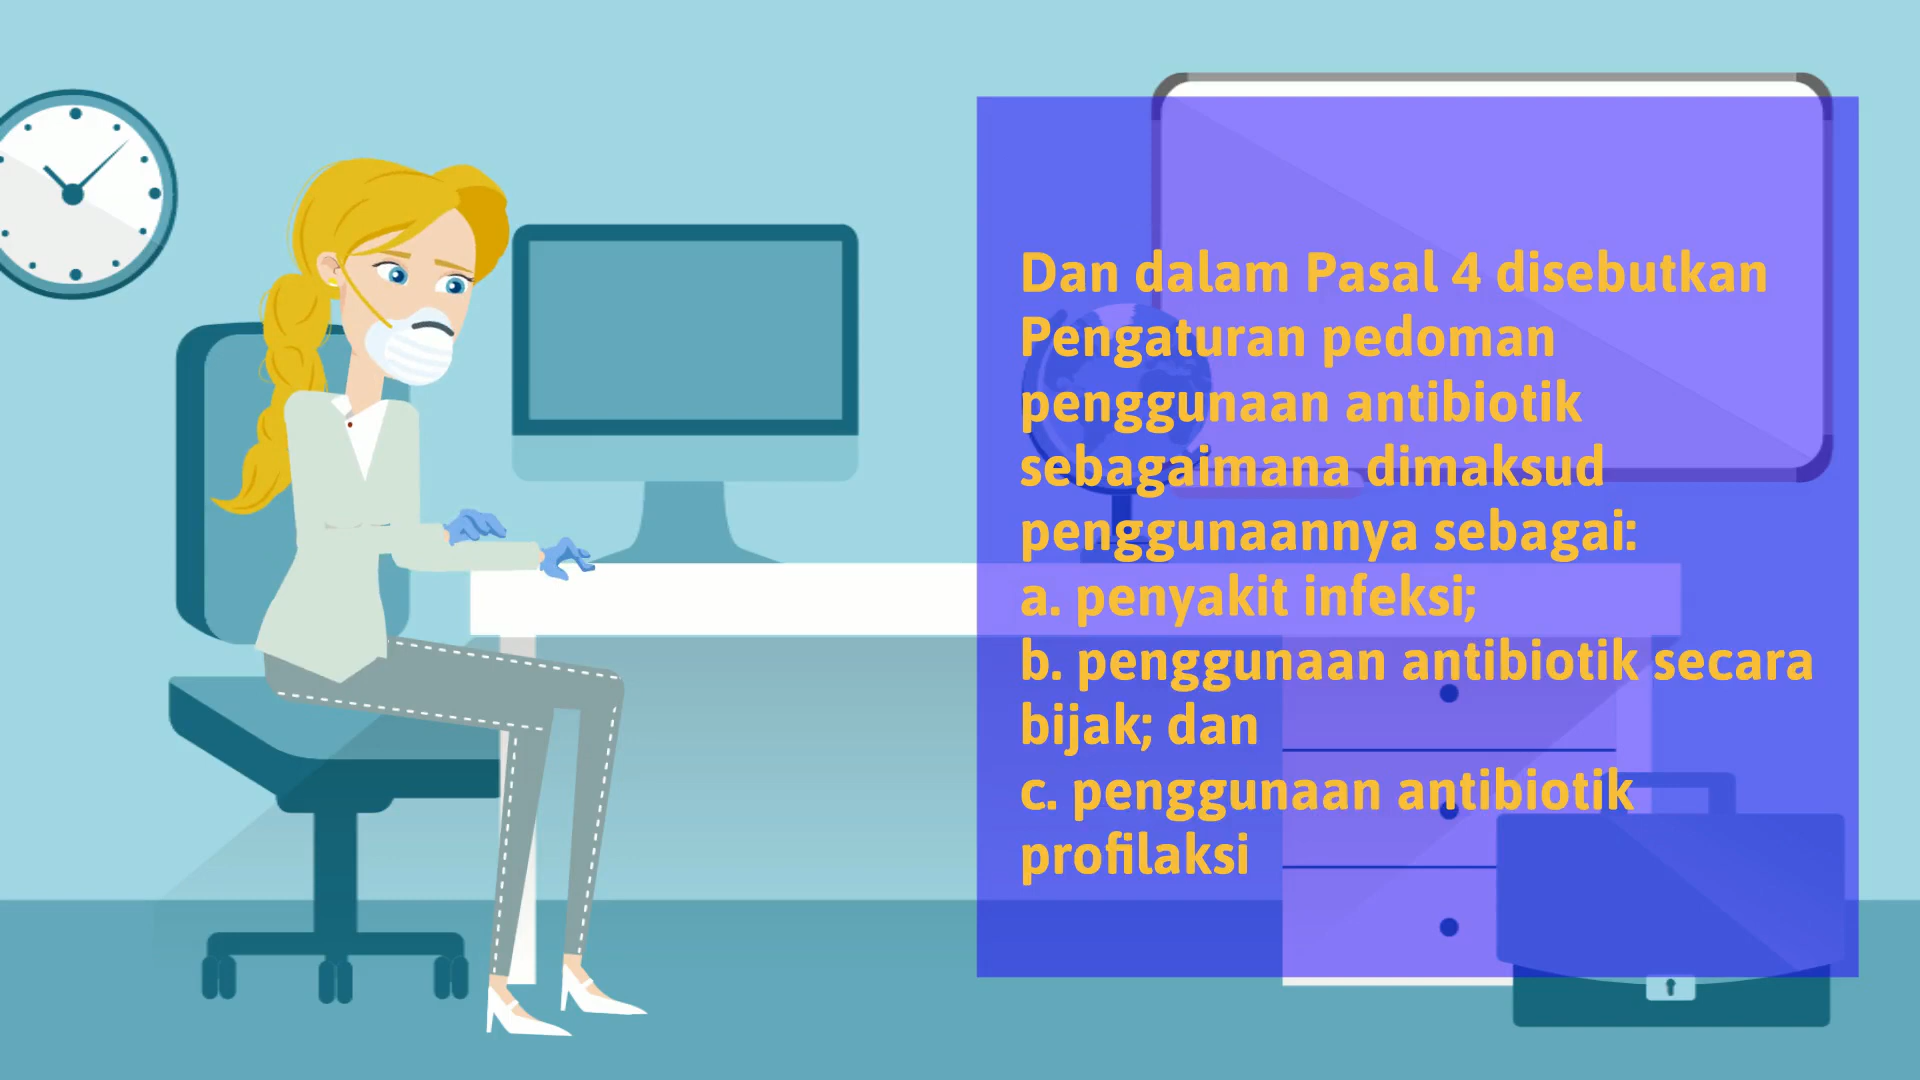 Dan dalam Pasal 4 disebutkan
Pengaturan pedoman
penggunaan antibiotik
sebagaimana dimaksud
penggunaannya sebagai:
a. penyakit infeksi;
b. penggunaan antibiotik secara
bijak; dan
c. penggunaan antibiotik
profilaksi